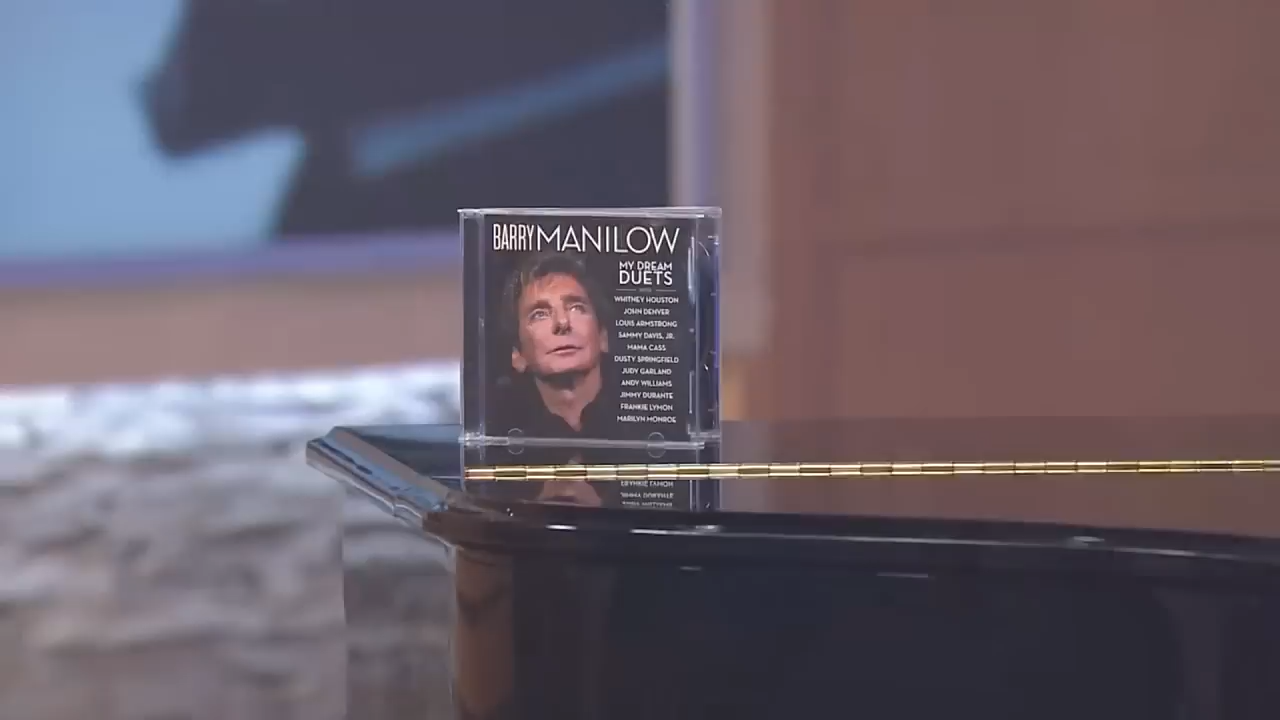 BARRY MANILOW
MY DREAM
DUETS
WITH
WHITNEY HOUSTON
JOHN DENVER
LOUIS ARMSTRONG
SAMMY DAVIS, JR.
MAMA CASS
DUSTY SPRINGFIELD
JUDY GARLAND
ANDY WILLIAMS
JIMMY DURANTE
FRANKIE LYMON
MARILYN MONROE